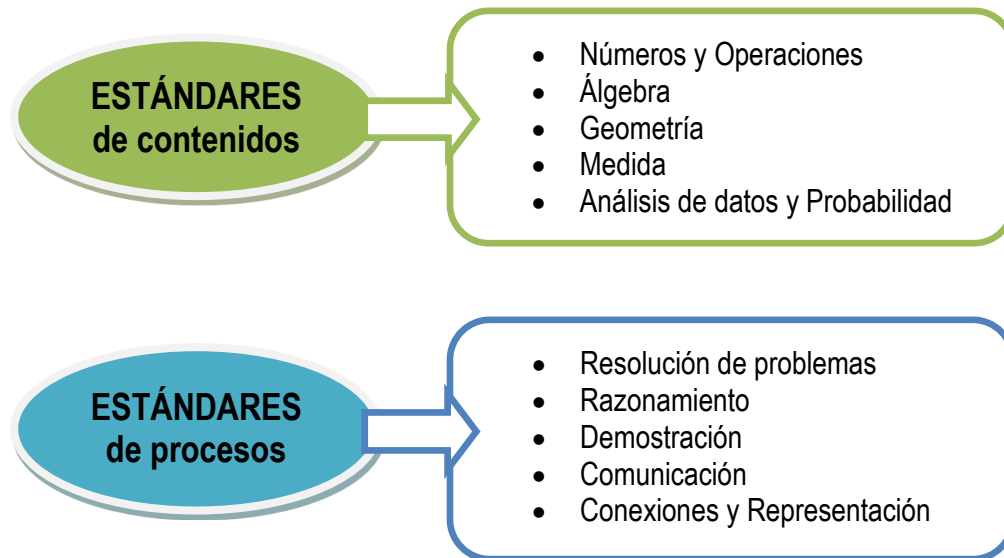 ESTÁNDARES
de contenidos
• Números y Operaciones
• Álgebra
• Geometría
• Medida
• Análisis de datos y Probabilidad
ESTÁNDARES
de procesos
• Resolución de problemas
• Razonamiento
• Demostración
• Comunicación
• Conexiones y Representación